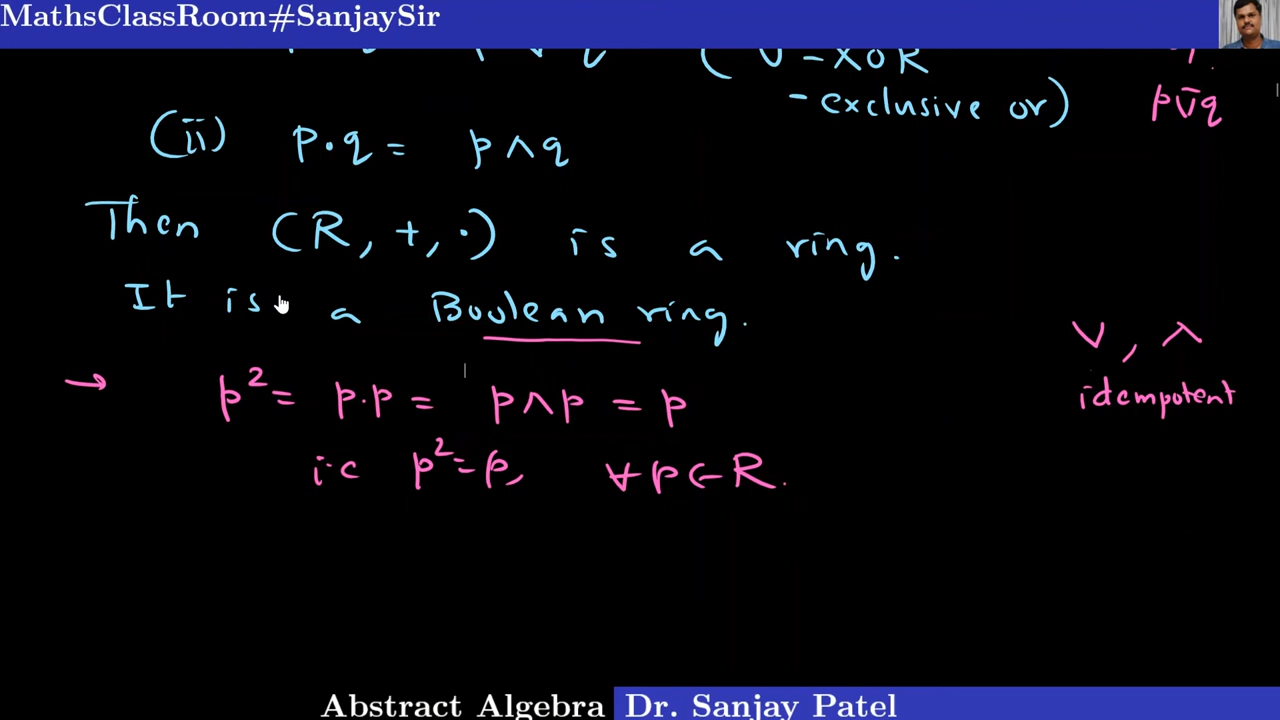 MathsClassRoom#SanjaySir
- XOR
- exclusive or)
p⊻q
(ii) p·q = p∧q
Then (R, +, ·) is a ring.
It is a Boolean ring.
∨, ∧
idempotent
→ p² = p·p = p∧p = p
i.e p² = p, ∀ p ∈ R.
Abstract Algebra Dr. Sanjay Patel